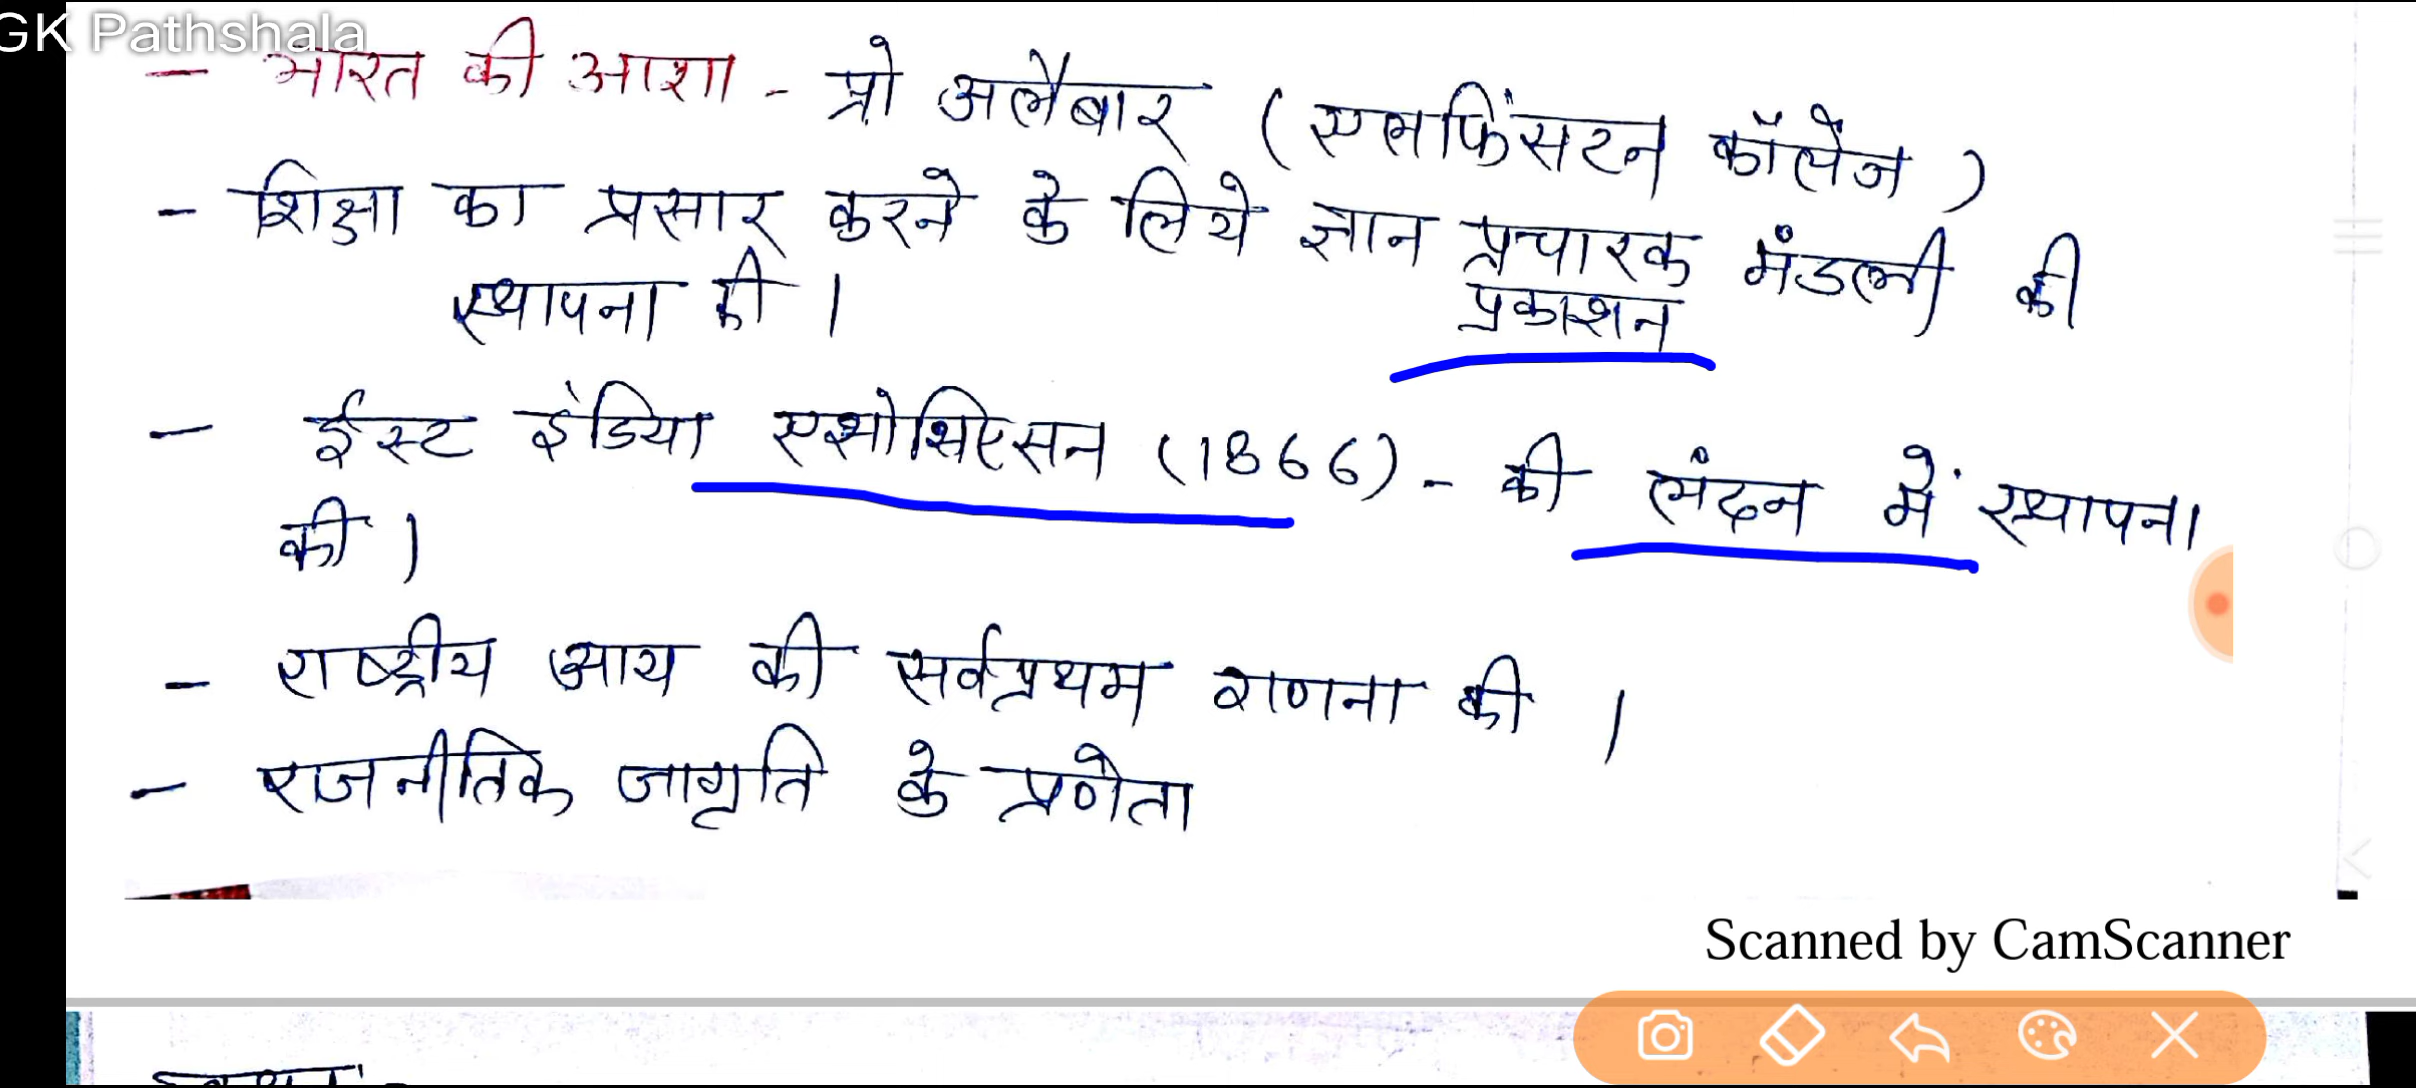 GK Pathshala
- भारत की आशा - प्रो अलैबार (एलफिंसटन कॉलेज)
- शिक्षा का प्रसार करने के लिये ज्ञान प्रचारक मंडली की
प्रकाशन
स्थापना की ।
- ईस्ट इंडिया एशोशिएसन (1866) - की लंदन में स्थापना
की ।
- राष्ट्रीय आय की सर्वप्रथम गणना की ।
- राजनीतिक जागृति के प्रणेता
Scanned by CamScanner